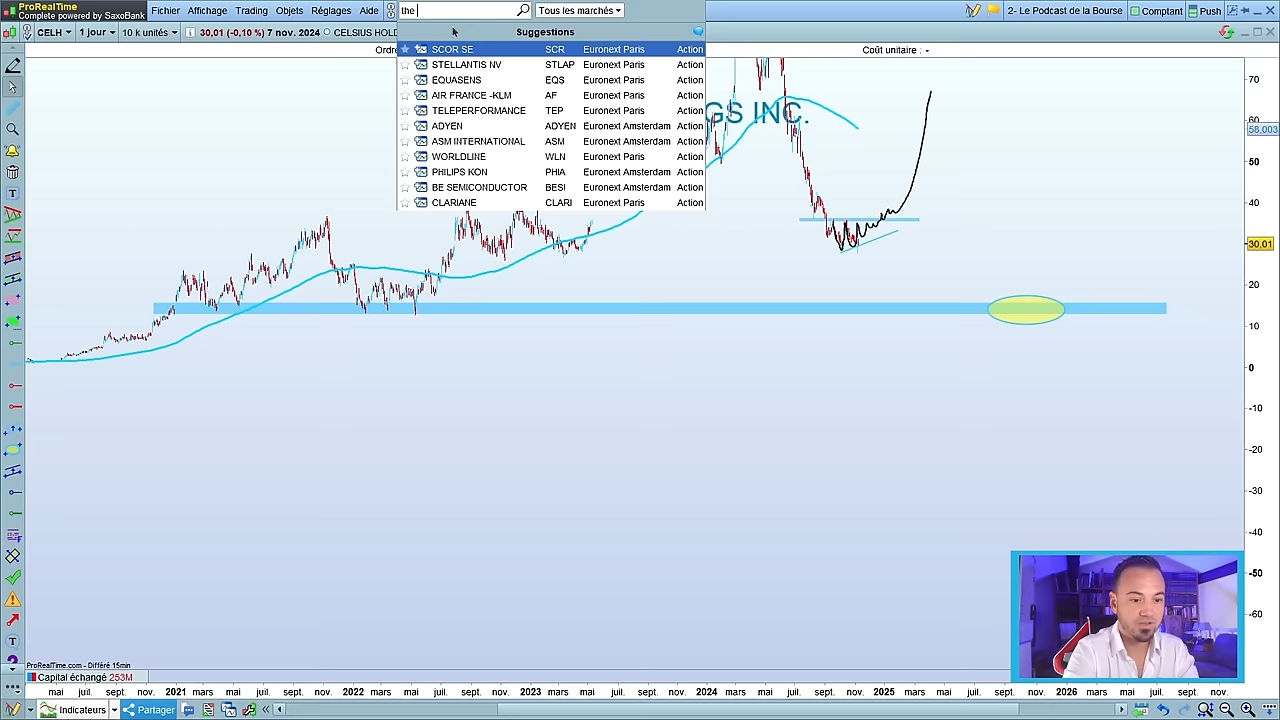 ProRealTime
Complete powered by SaxoBank
Fichier Affichage Trading Objets Réglages Aide
the
Tous les marchés
2- Le Podcast de la Bourse
Comptant
Push
CELH 1 jour 10 k unités 30,01 (-0,10 %) 7 nov. 2024 CELSIUS HOLD
Suggestions
Ordre
Coût unitaire : -
SCOR SE SCR Euronext Paris Action
STELLANTIS NV STLAP Euronext Paris Action
EQUASENS EQS Euronext Paris Action
AIR FRANCE -KLM AF Euronext Paris Action
TELEPERFORMANCE TEP Euronext Paris Action
ADYEN ADYEN Euronext Amsterdam Action
ASM INTERNATIONAL ASM Euronext Amsterdam Action
WORLDLINE WLN Euronext Paris Action
PHILIPS KON PHIA Euronext Amsterdam Action
BE SEMICONDUCTOR BESI Euronext Amsterdam Action
CLARIANE CLARI Euronext Paris Action
GS INC.
70
60
58,003
50
40
30,01
20
10
0
-10
-20
-30
-40
-50
-60
ProRealTime.com - Différé 15min
Capital échangé 253M
mai juil. sept. nov. 2021 mars mai juil. sept. nov. 2022 mars mai juil. sept. nov. 2023 mars mai juil. sept. nov. 2024 mars mai juil. sept. nov. 2025 mars mai juil. sept. nov. 2026 mars mai juil. sept. nov.
Indicateurs
Partager